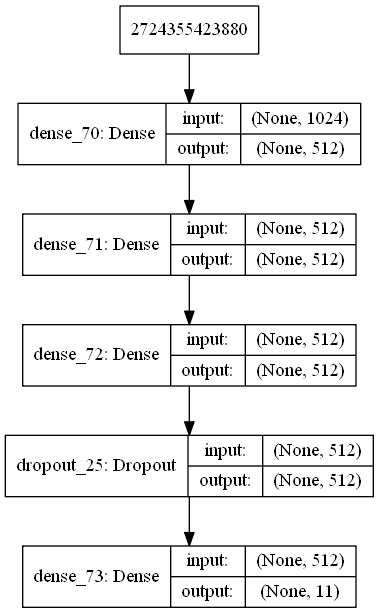 2724355423880
dense_70: Dense
input:
(None, 1024)
output:
(None, 512)
dense_71: Dense
input:
(None, 512)
output:
(None, 512)
dense_72: Dense
input:
(None, 512)
output:
(None, 512)
dropout_25: Dropout
input:
(None, 512)
output:
(None, 512)
dense_73: Dense
input:
(None, 512)
output:
(None, 11)